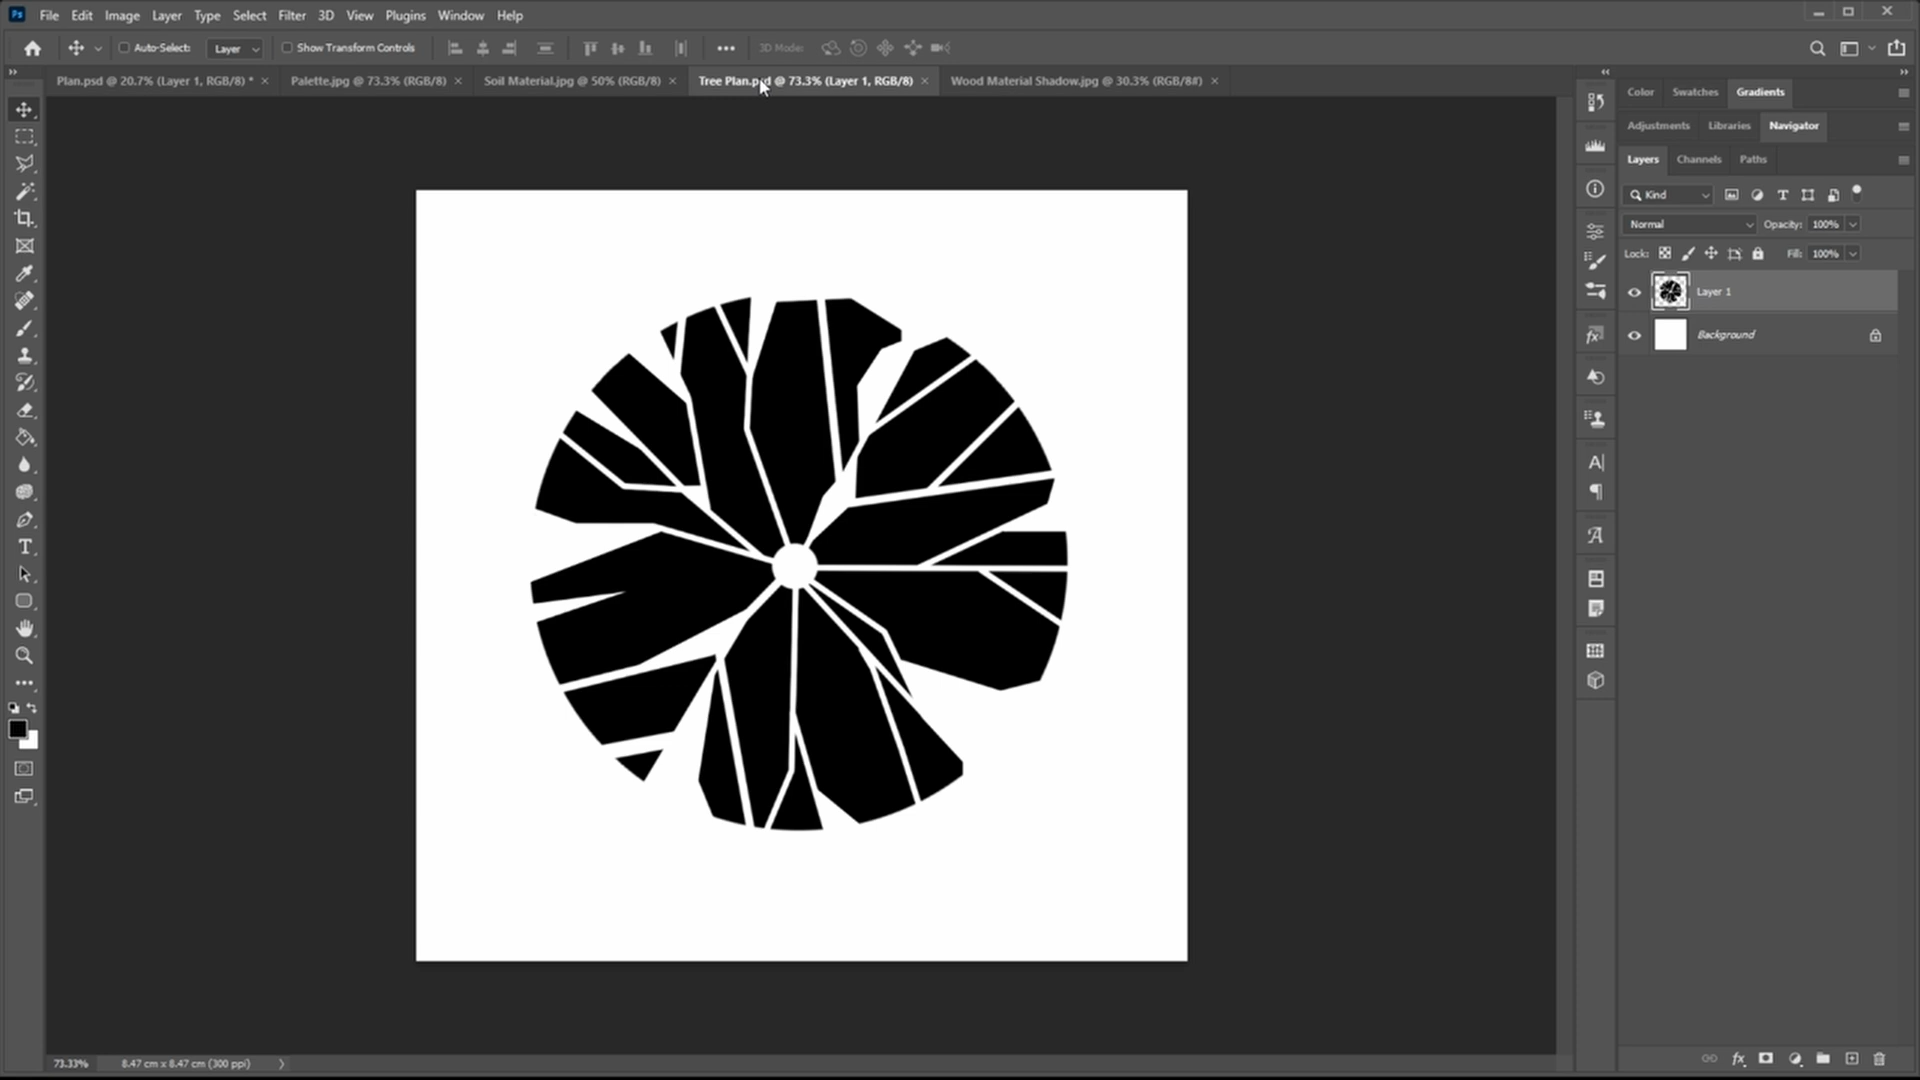 Ps File Edit Image Layer Type Select Filter 3D View Plugins Window Help
Auto-Select: Layer Show Transform Controls 3D Mode:
Plan.psd @ 20.7% (Layer 1, RGB/8) * Palette.jpg @ 73.3% (RGB/8) Soil Material.jpg @ 50% (RGB/8) Tree Plan.psd @ 73.3% (Layer 1, RGB/8) Wood Material Shadow.jpg @ 30.3% (RGB/8#)
Color Swatches Gradients
Adjustments Libraries Navigator
Layers Channels Paths
Kind
Normal Opacity: 100%
Lock: Fill: 100%
Layer 1
Background
73.33% 8.47 cm x 8.47 cm (300 ppi)